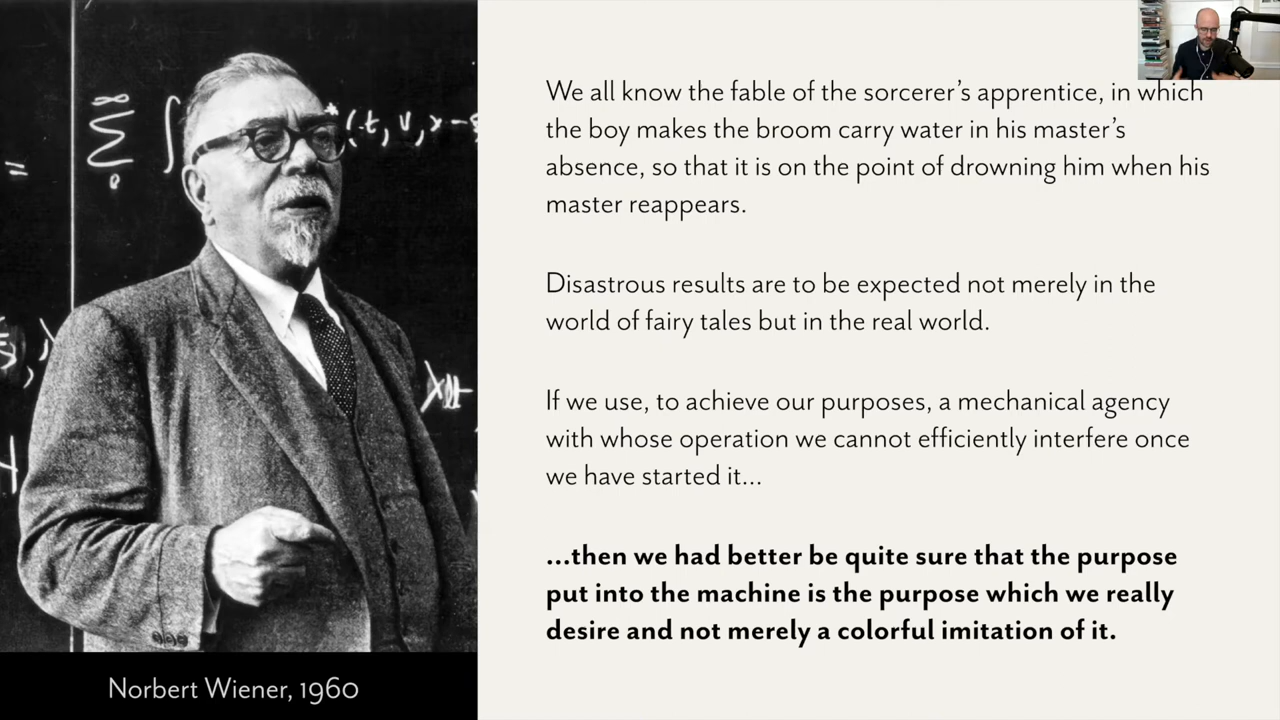 We all know the fable of the sorcerer’s apprentice, in which
the boy makes the broom carry water in his master’s
absence, so that it is on the point of drowning him when his
master reappears.
Disastrous results are to be expected not merely in the
world of fairy tales but in the real world.
If we use, to achieve our purposes, a mechanical agency
with whose operation we cannot efficiently interfere once
we have started it...
...then we had better be quite sure that the purpose
put into the machine is the purpose which we really
desire and not merely a colorful imitation of it.
Norbert Wiener, 1960